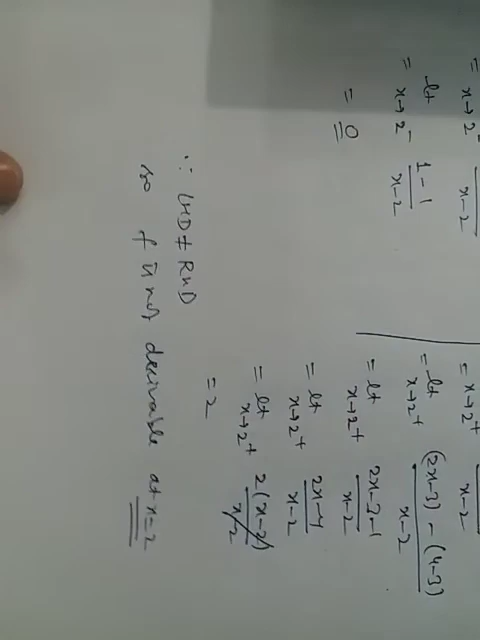 = x→2⁻ x-2
= lt x→2⁻ 1-1/x-2
= 0
= x→2⁺ x-2
= lt x→2⁺ (2x-3)-(4-3)/x-2
= lt x→2⁺ 2x-3-1/x-2
= lt x→2⁺ 2x-4/x-2
= lt x→2⁺ 2(x-2)/x-2
= 2
∵ LHD ≠ RHD
so f is not derivable at x=2